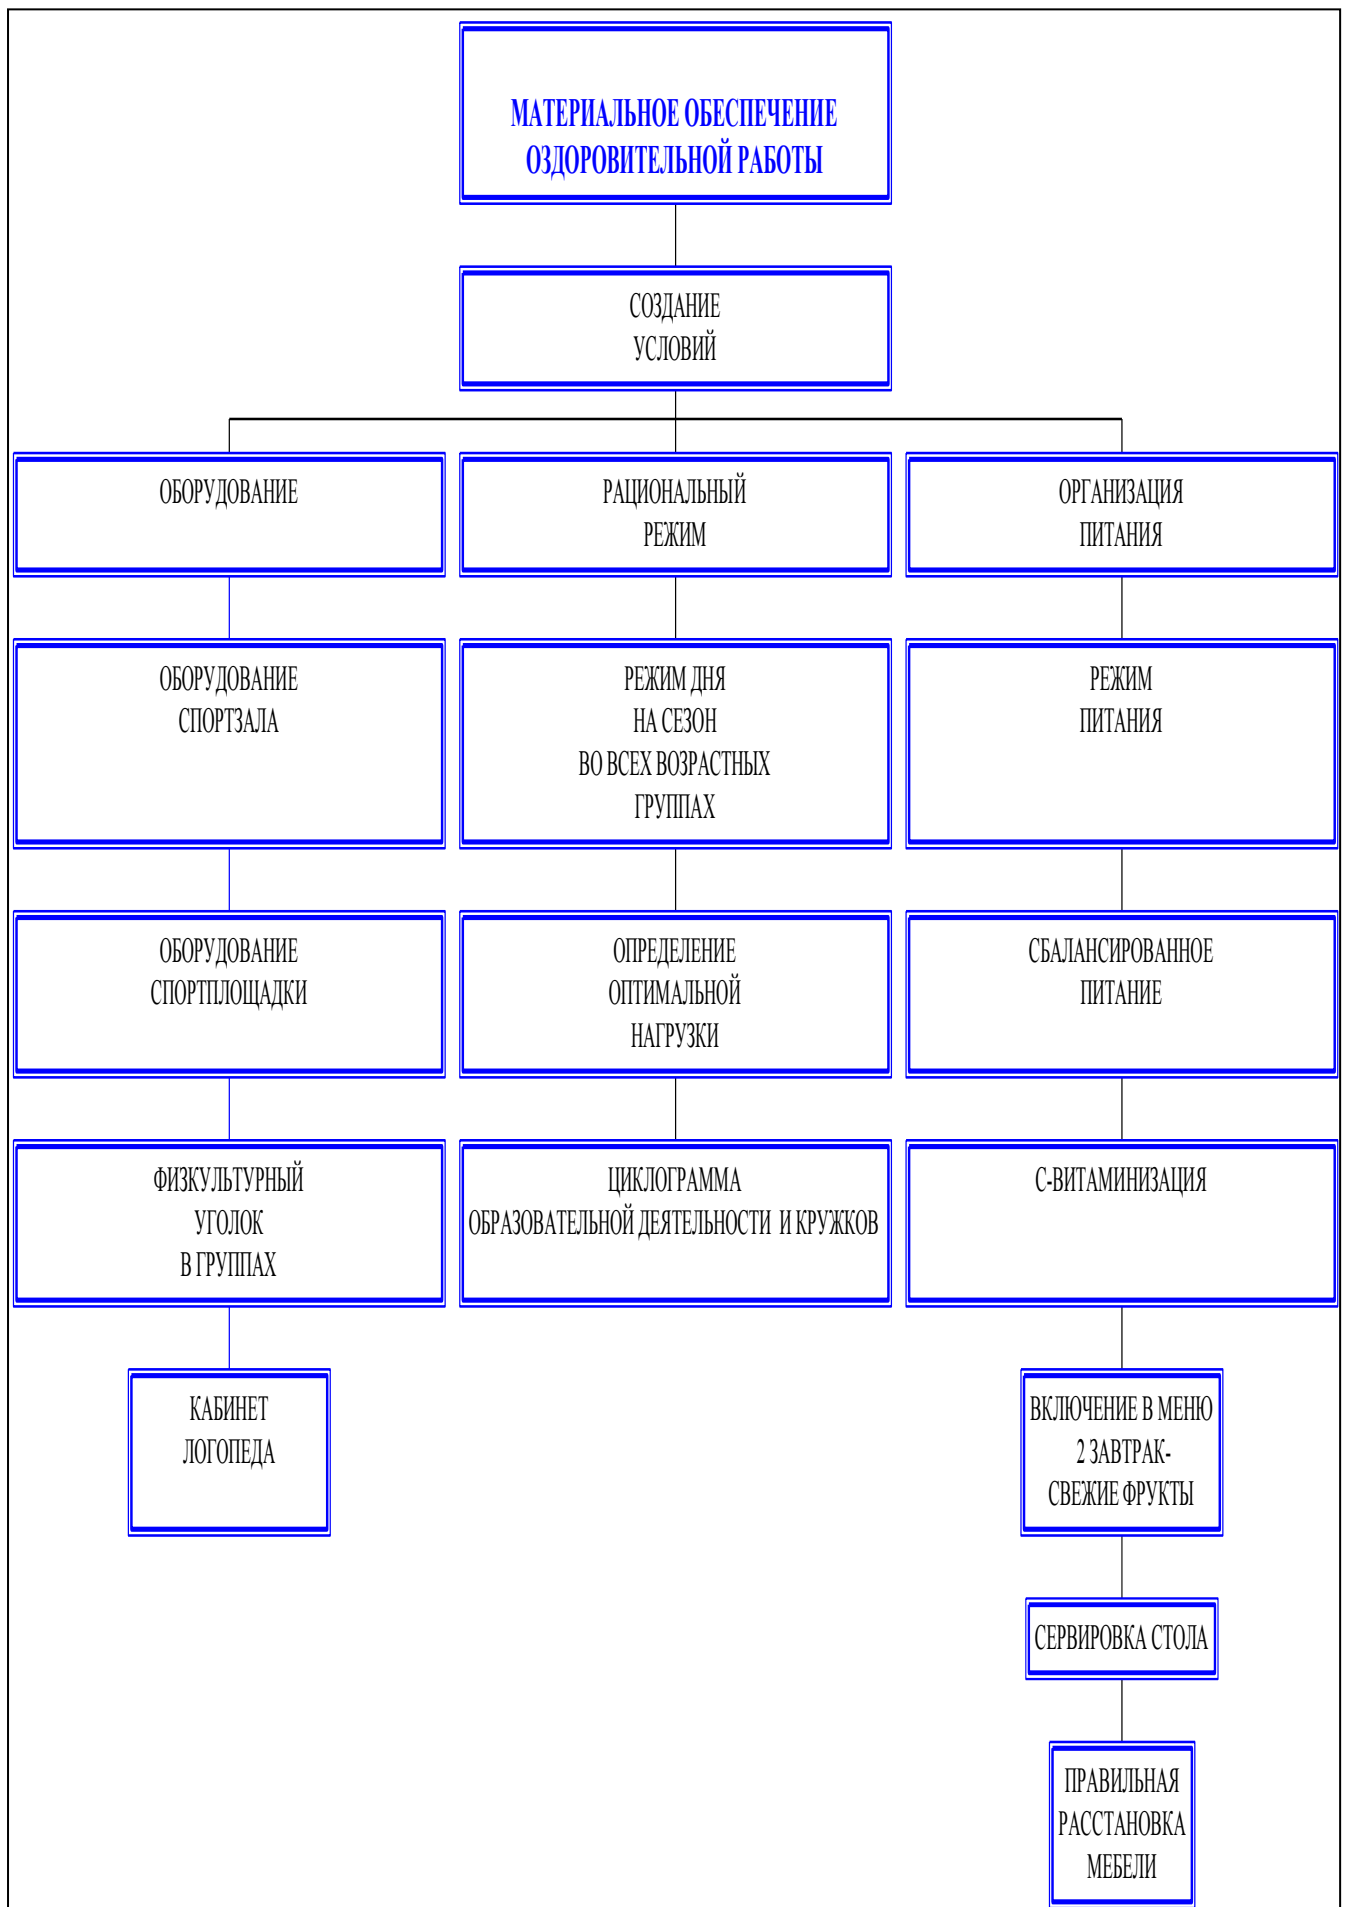 МАТЕРИАЛЬНОЕ ОБЕСПЕЧЕНИЕ
ОЗДОРОВИТЕЛЬНОЙ РАБОТЫ
СОЗДАНИЕ
УСЛОВИЙ
ОБОРУДОВАНИЕ
РАЦИОНАЛЬНЫЙ
РЕЖИМ
ОРГАНИЗАЦИЯ
ПИТАНИЯ
ОБОРУДОВАНИЕ
СПОРТЗАЛА
РЕЖИМ ДНЯ
НА СЕЗОН
ВО ВСЕХ ВОЗРАСТНЫХ
ГРУППАХ
РЕЖИМ
ПИТАНИЯ
ОБОРУДОВАНИЕ
СПОРТПЛОЩАДКИ
ОПРЕДЕЛЕНИЕ
ОПТИМАЛЬНОЙ
НАГРУЗКИ
СБАЛАНСИРОВАННОЕ
ПИТАНИЕ
ФИЗКУЛЬТУРНЫЙ
УГОЛОК
В ГРУППАХ
ЦИКЛОГРАММА
ОБРАЗОВАТЕЛЬНОЙ ДЕЯТЕЛЬНОСТИ И КРУЖКОВ
С-ВИТАМИНИЗАЦИЯ
КАБИНЕТ
ЛОГОПЕДА
ВКЛЮЧЕНИЕ В МЕНЮ
2 ЗАВТРАК-
СВЕЖИЕ ФРУКТЫ
СЕРВИРОВКА СТОЛА
ПРАВИЛЬНАЯ
РАССТАНОВКА
МЕБЕЛИ